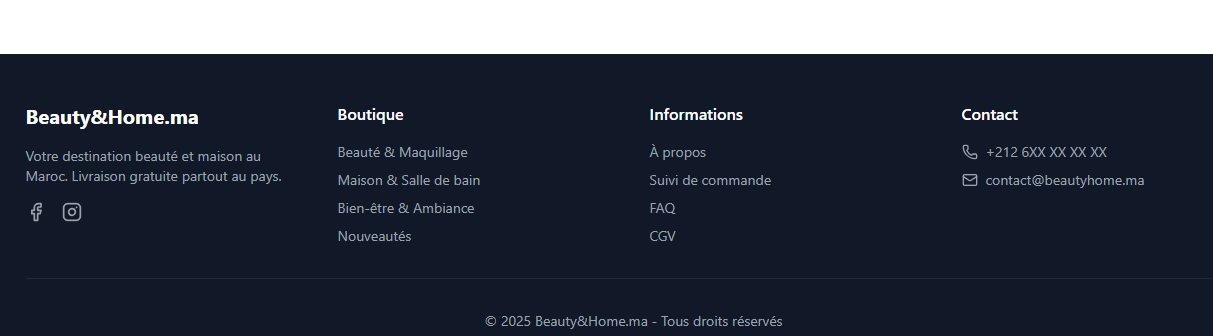 Beauty&Home.ma
Votre destination beauté et maison au
Maroc. Livraison gratuite partout au pays.
Boutique
Beauté & Maquillage
Maison & Salle de bain
Bien-être & Ambiance
Nouveautés
Informations
À propos
Suivi de commande
FAQ
CGV
Contact
+212 6XX XX XX XX
contact@beautyhome.ma
© 2025 Beauty&Home.ma - Tous droits réservés